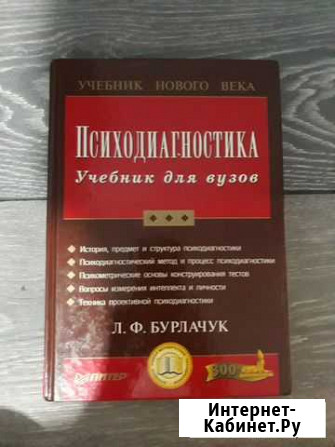 УЧЕБНИК НОВОГО ВЕКА
ПСИХОДИАГНОСТИКА
Учебник для вузов
История, предмет и структура психодиагностики
Психодиагностический метод и процесс психодиагностики
Психометрические основы конструирования тестов
Вопросы измерения интеллекта и личности
Техника проективной психодиагностики
Л. Ф. БУРЛАЧУК
ПИТЕР
300
Интернет-
Кабинет.Ру